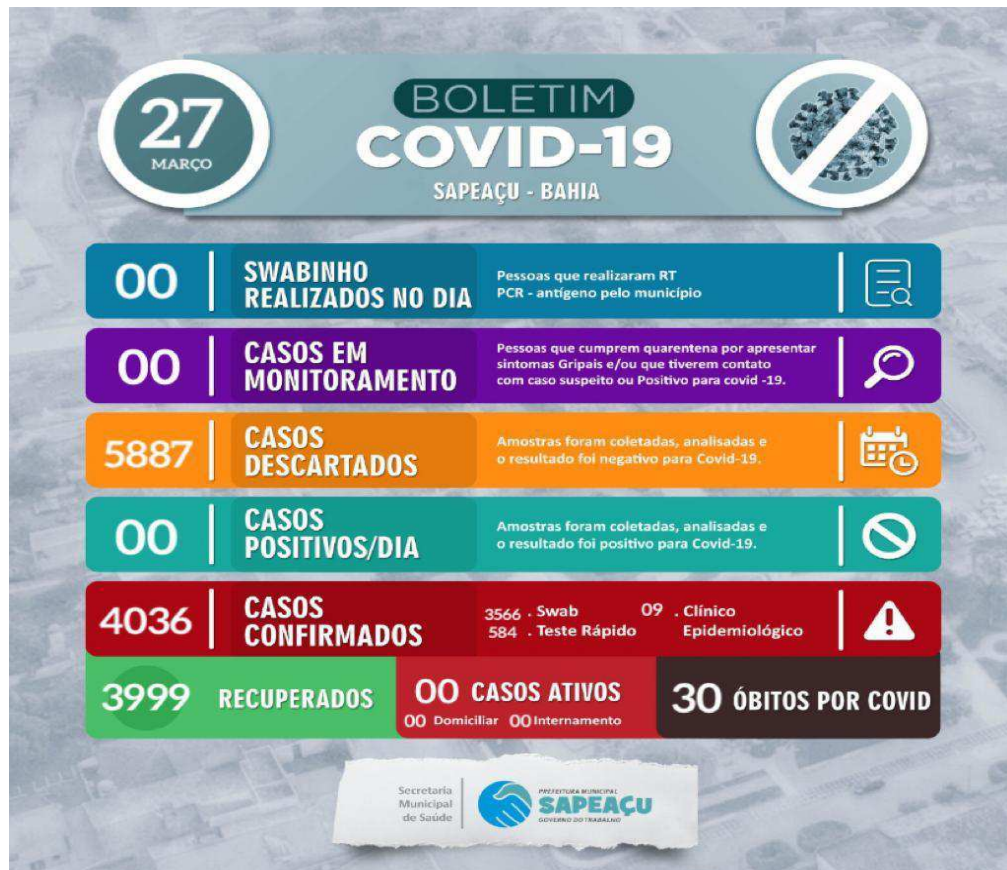 27
MARÇO
BOLETIM
COVID-19
SAPEAÇU - BAHIA
00
SWABINHO
REALIZADOS NO DIA
Pessoas que realizaram RT
PCR - antígeno pelo município
00
CASOS EM
MONITORAMENTO
Pessoas que cumprem quarentena por apresentar
sintomas Gripais e/ou que tiverem contato
com caso suspeito ou Positivo para covid -19.
5887
CASOS
DESCARTADOS
Amostras foram coletadas, analisadas e
o resultado foi negativo para Covid-19.
00
CASOS
POSITIVOS/DIA
Amostras foram coletadas, analisadas e
o resultado foi positivo para Covid-19.
4036
CASOS
CONFIRMADOS
3566 . Swab
584 . Teste Rápido
09 . Clínico
Epidemiológico
3999 RECUPERADOS
00 CASOS ATIVOS
00 Domiciliar 00 Internamento
30 ÓBITOS POR COVID
Secretaria
Municipal
de Saúde
PREFEITURA MUNICIPAL
SAPEAÇU
GOVERNO DO TRABALHO